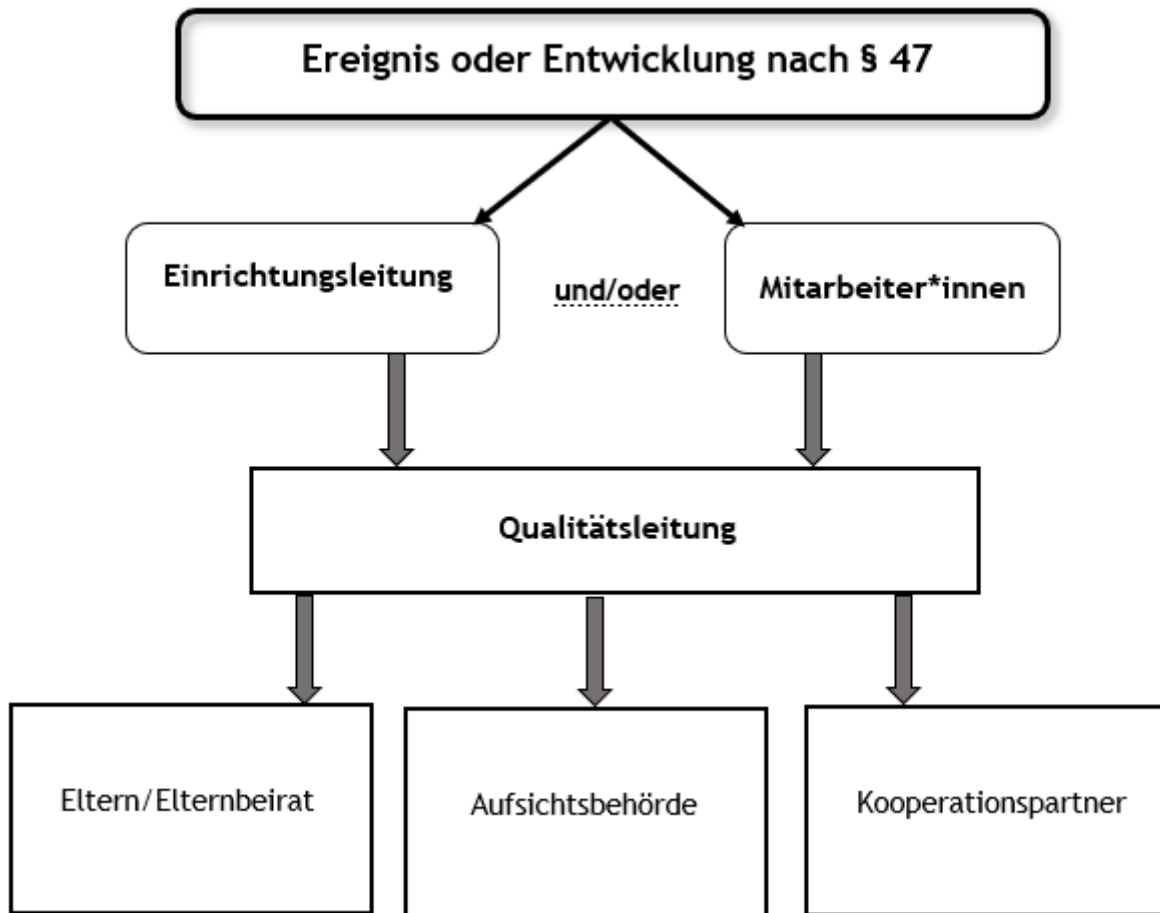 Ereignis oder Entwicklung nach § 47
Einrichtungsleitung
und/oder
Mitarbeiter*innen
Qualitätsleitung
Eltern/Elternbeirat
Aufsichtsbehörde
Kooperationspartner